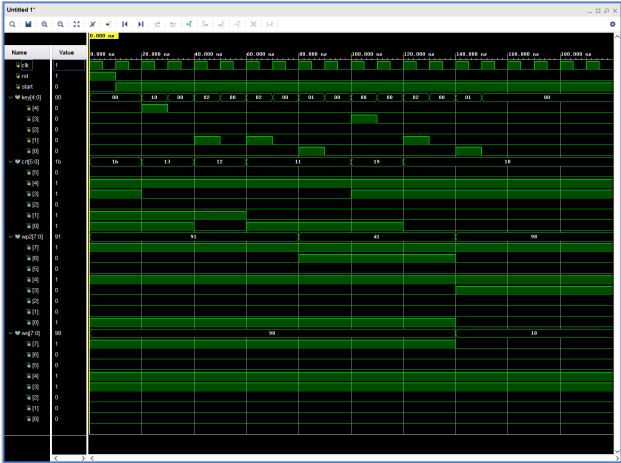 Untitled 1*
0.000 ns
Name Value
0.000 ns 20.000 ns 40.000 ns 60.000 ns 80.000 ns 100.000 ns 120.000 ns 140.000 ns 160.000 ns 180.000 ns
clk 1
rst 1
start 0
key[4:0] 00 00 10 00 02 00 02 00 01 00 08 00 02 00 01 00
[4] 0
[3] 0
[2] 0
[1] 0
[0] 0
1b 1b 13 12 11 19 18
[5] 0
[4] 1
[3] 1
[2] 0
[1] 1
[0] 1
wp2[7:0] 91 91 d1 98
[7] 1
[6] 0
[5] 0
[4] 1
[3] 0
[2] 0
[1] 0
[0] 1
wq[7:0] 98 98 18
[7] 1
[6] 0
[5] 0
[4] 1
[3] 1
[2] 0
[1] 0
[0] 0